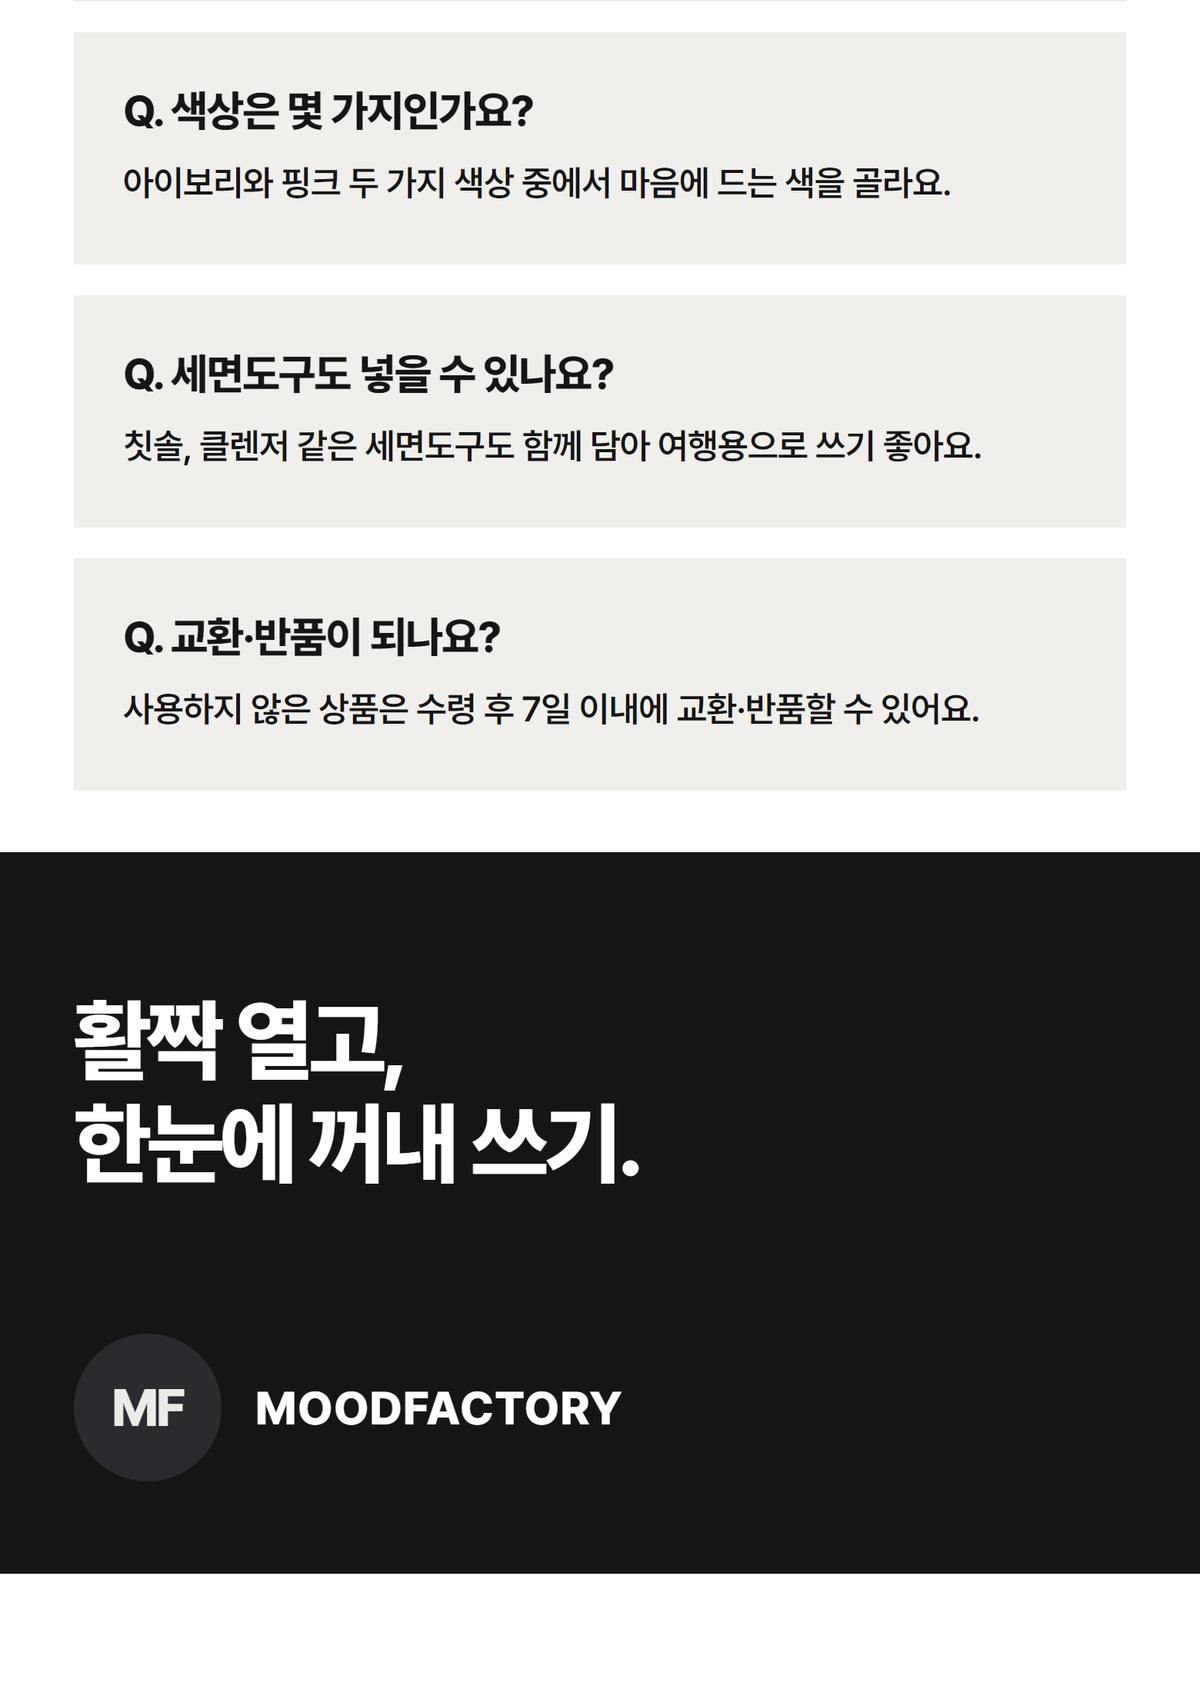 Q. 색상은 몇 가지인가요?
아이보리와 핑크 두 가지 색상 중에서 마음에 드는 색을 골라요.
Q. 세면도구도 넣을 수 있나요?
칫솔, 클렌저 같은 세면도구도 함께 담아 여행용으로 쓰기 좋아요.
Q. 교환·반품이 되나요?
사용하지 않은 상품은 수령 후 7일 이내에 교환·반품할 수 있어요.
활짝 열고,
한눈에 꺼내 쓰기.
MF MOODFACTORY